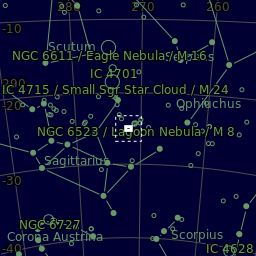 280 270 260
-10
Scutum
NGC 6611 / Eagle Nebula / M 16
IC 4701
-20
IC 4715 / Small Sgr Star Cloud / M 24
Ophiuchus
NGC 6523 / Lagoon Nebula / M 8
Sagittarius
-30
NGC 6727
Corona Austrina
Scorpius
-40
IC 4628
-40